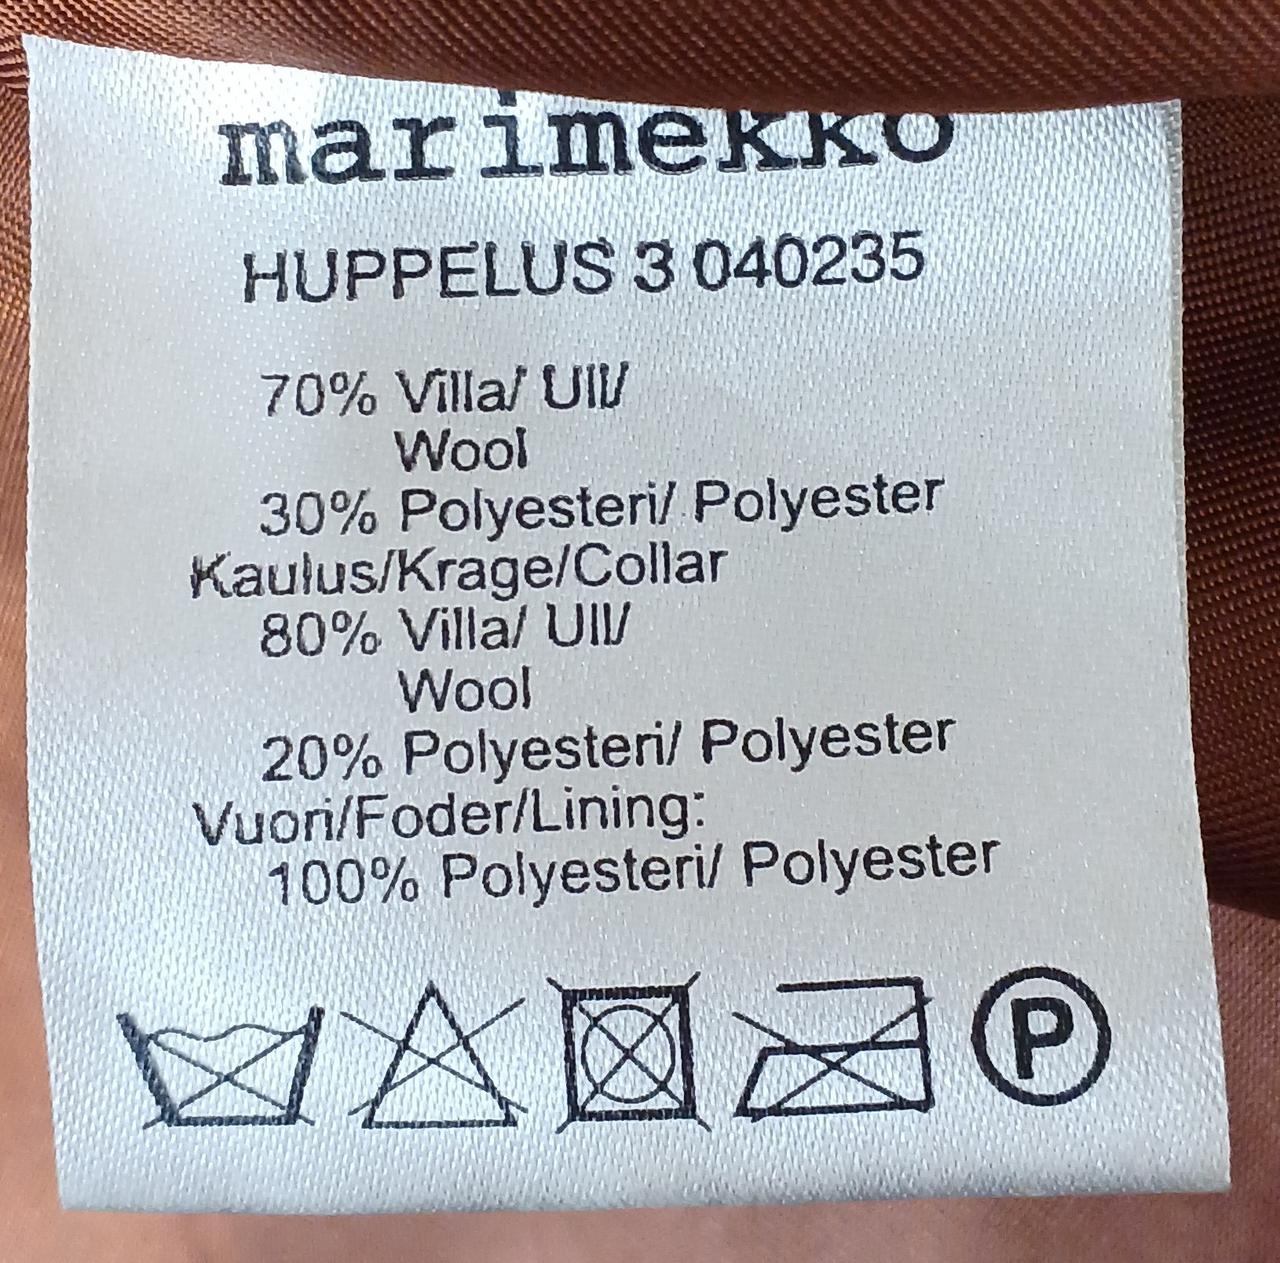 marimekko
HUPPELUS 3 040235
70% Villa/ Ull/
Wool
30% Polyesteri/ Polyester
Kaulus/Krage/Collar
80% Villa/ Ull/
Wool
20% Polyesteri/ Polyester
Vuori/Foder/Lining:
100% Polyesteri/ Polyester
P